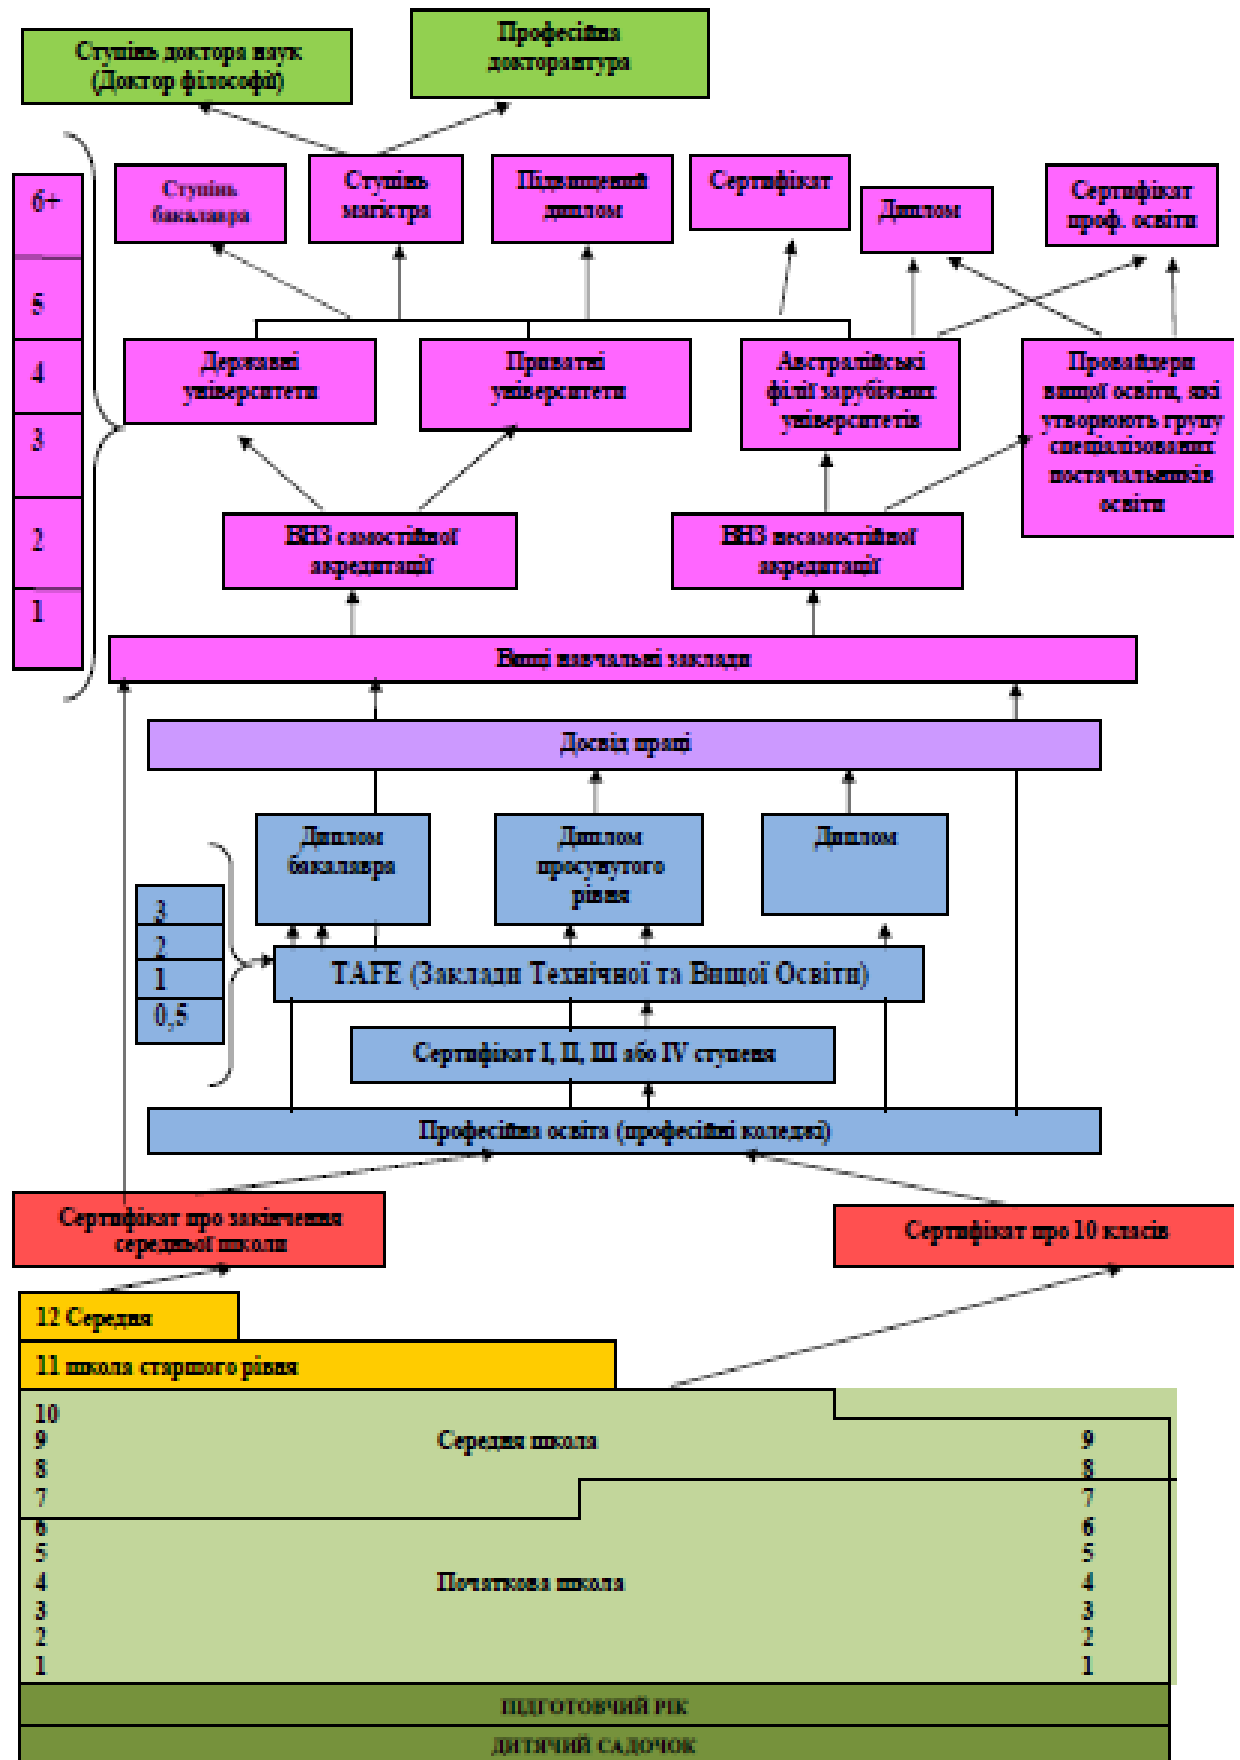 Ступінь доктора наук
(Доктор філософії)
Професійна
докторантура
6+
5
4
3
2
1
Ступінь
бакалавра
Ступінь
магістра
Підвищений
диплом
Сертифікат
Диплом
Сертифікат
проф. освіти
Державні
університети
Приватні
університети
Австралійські
філії зарубіжних
університетів
Провайдери
вищої освіти, які
утворюють групу
спеціалізованих
постачальників
освіти
ВНЗ самостійної
акредитації
ВНЗ несамостійної
акредитації
Вищі навчальні заклади
Досвід праці
Диплом
бакалавра
Диплом
просунутого
рівня
Диплом
3
2
1
0,5
TAFE (Заклади Технічної та Вищої Освіти)
Сертифікат І, ІІ, ІІІ або IV ступеня
Професійна освіта (професійні коледжі)
Сертифікат про закінчення
середньої школи
Сертифікат про 10 класів
12 Середня
11 школа старшого рівня
10
9 Середня школа 9
8 8
7 7
6 6
5 5
4 Початкова школа 4
3 3
2 2
1 1
ПІДГОТОВЧИЙ РІК
ДИТЯЧИЙ САДОЧОК